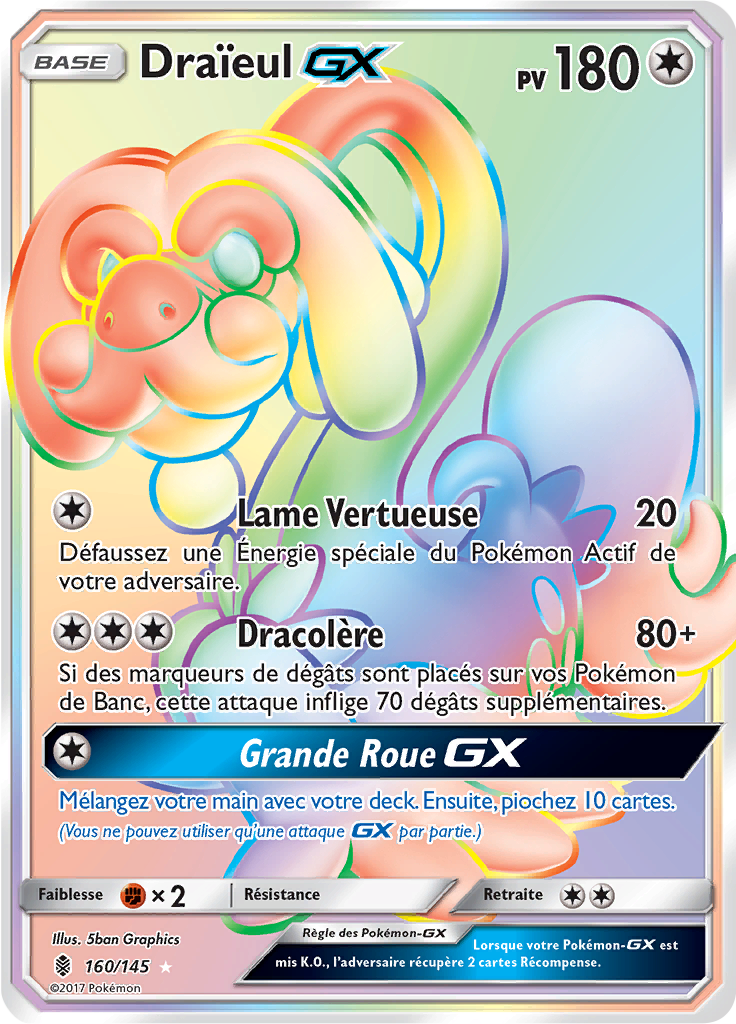 BASE Draïeul GX PV 180
Lame Vertueuse 20
Défaussez une Énergie spéciale du Pokémon Actif de
votre adversaire.
Dracolère 80+
Si des marqueurs de dégâts sont placés sur vos Pokémon
de Banc, cette attaque inflige 70 dégâts supplémentaires.
Grande Roue GX
Mélangez votre main avec votre deck. Ensuite, piochez 10 cartes.
(Vous ne pouvez utiliser qu'une attaque GX par partie.)
Faiblesse ×2 Résistance Retraite
Illus. 5ban Graphics
160/145
©2017 Pokémon
Règle des Pokémon-GX
Lorsque votre Pokémon-GX est
mis K.O., l'adversaire récupère 2 cartes Récompense.